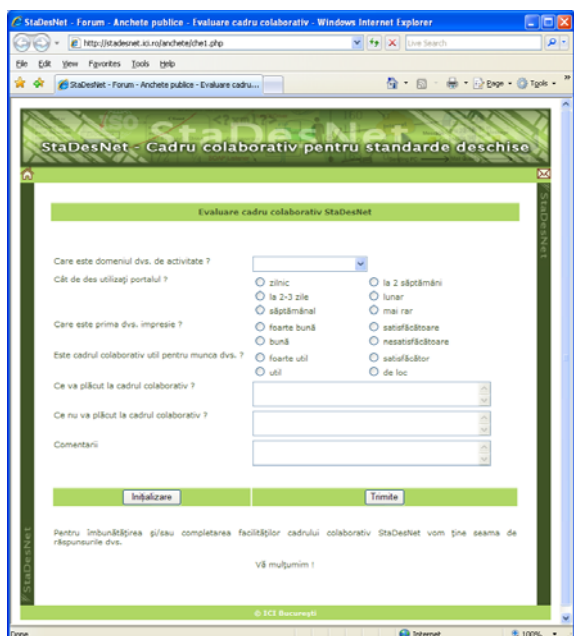 StaDesNet - Forum - Anchete publice - Evaluare cadru colaborativ - Windows Internet Explorer
http://stadesnet.ici.ro/anchete/che1.php
Live Search
File Edit View Favorites Tools Help
StaDesNet - Forum - Anchete publice - Evaluare cadru...
Page Tools
StaDesNet
StaDesNet - Cadru colaborativ pentru standarde deschise
StaDesNet
Evaluare cadru colaborativ StaDesNet
Care este domeniul dvs. de activitate ?
Cât de des utilizați portalul ?
zilnic la 2 săptămâni
la 2-3 zile lunar
săptămânal mai rar
Care este prima dvs. impresie ?
foarte bună satisfăcătoare
bună nesatisfăcătoare
Este cadrul colaborativ util pentru munca dvs. ?
foarte util satisfăcător
util de loc
Ce va plăcut la cadrul colaborativ ?
Ce nu va plăcut la cadrul colaborativ ?
Comentarii
Inițializare Trimite
Pentru îmbunătățirea și/sau completarea facilităților cadrului colaborativ StaDesNet vom ține seama de
răspunsurile dvs.
Vă mulțumim !
StaDesNet
© ICI București
Done Internet 100%